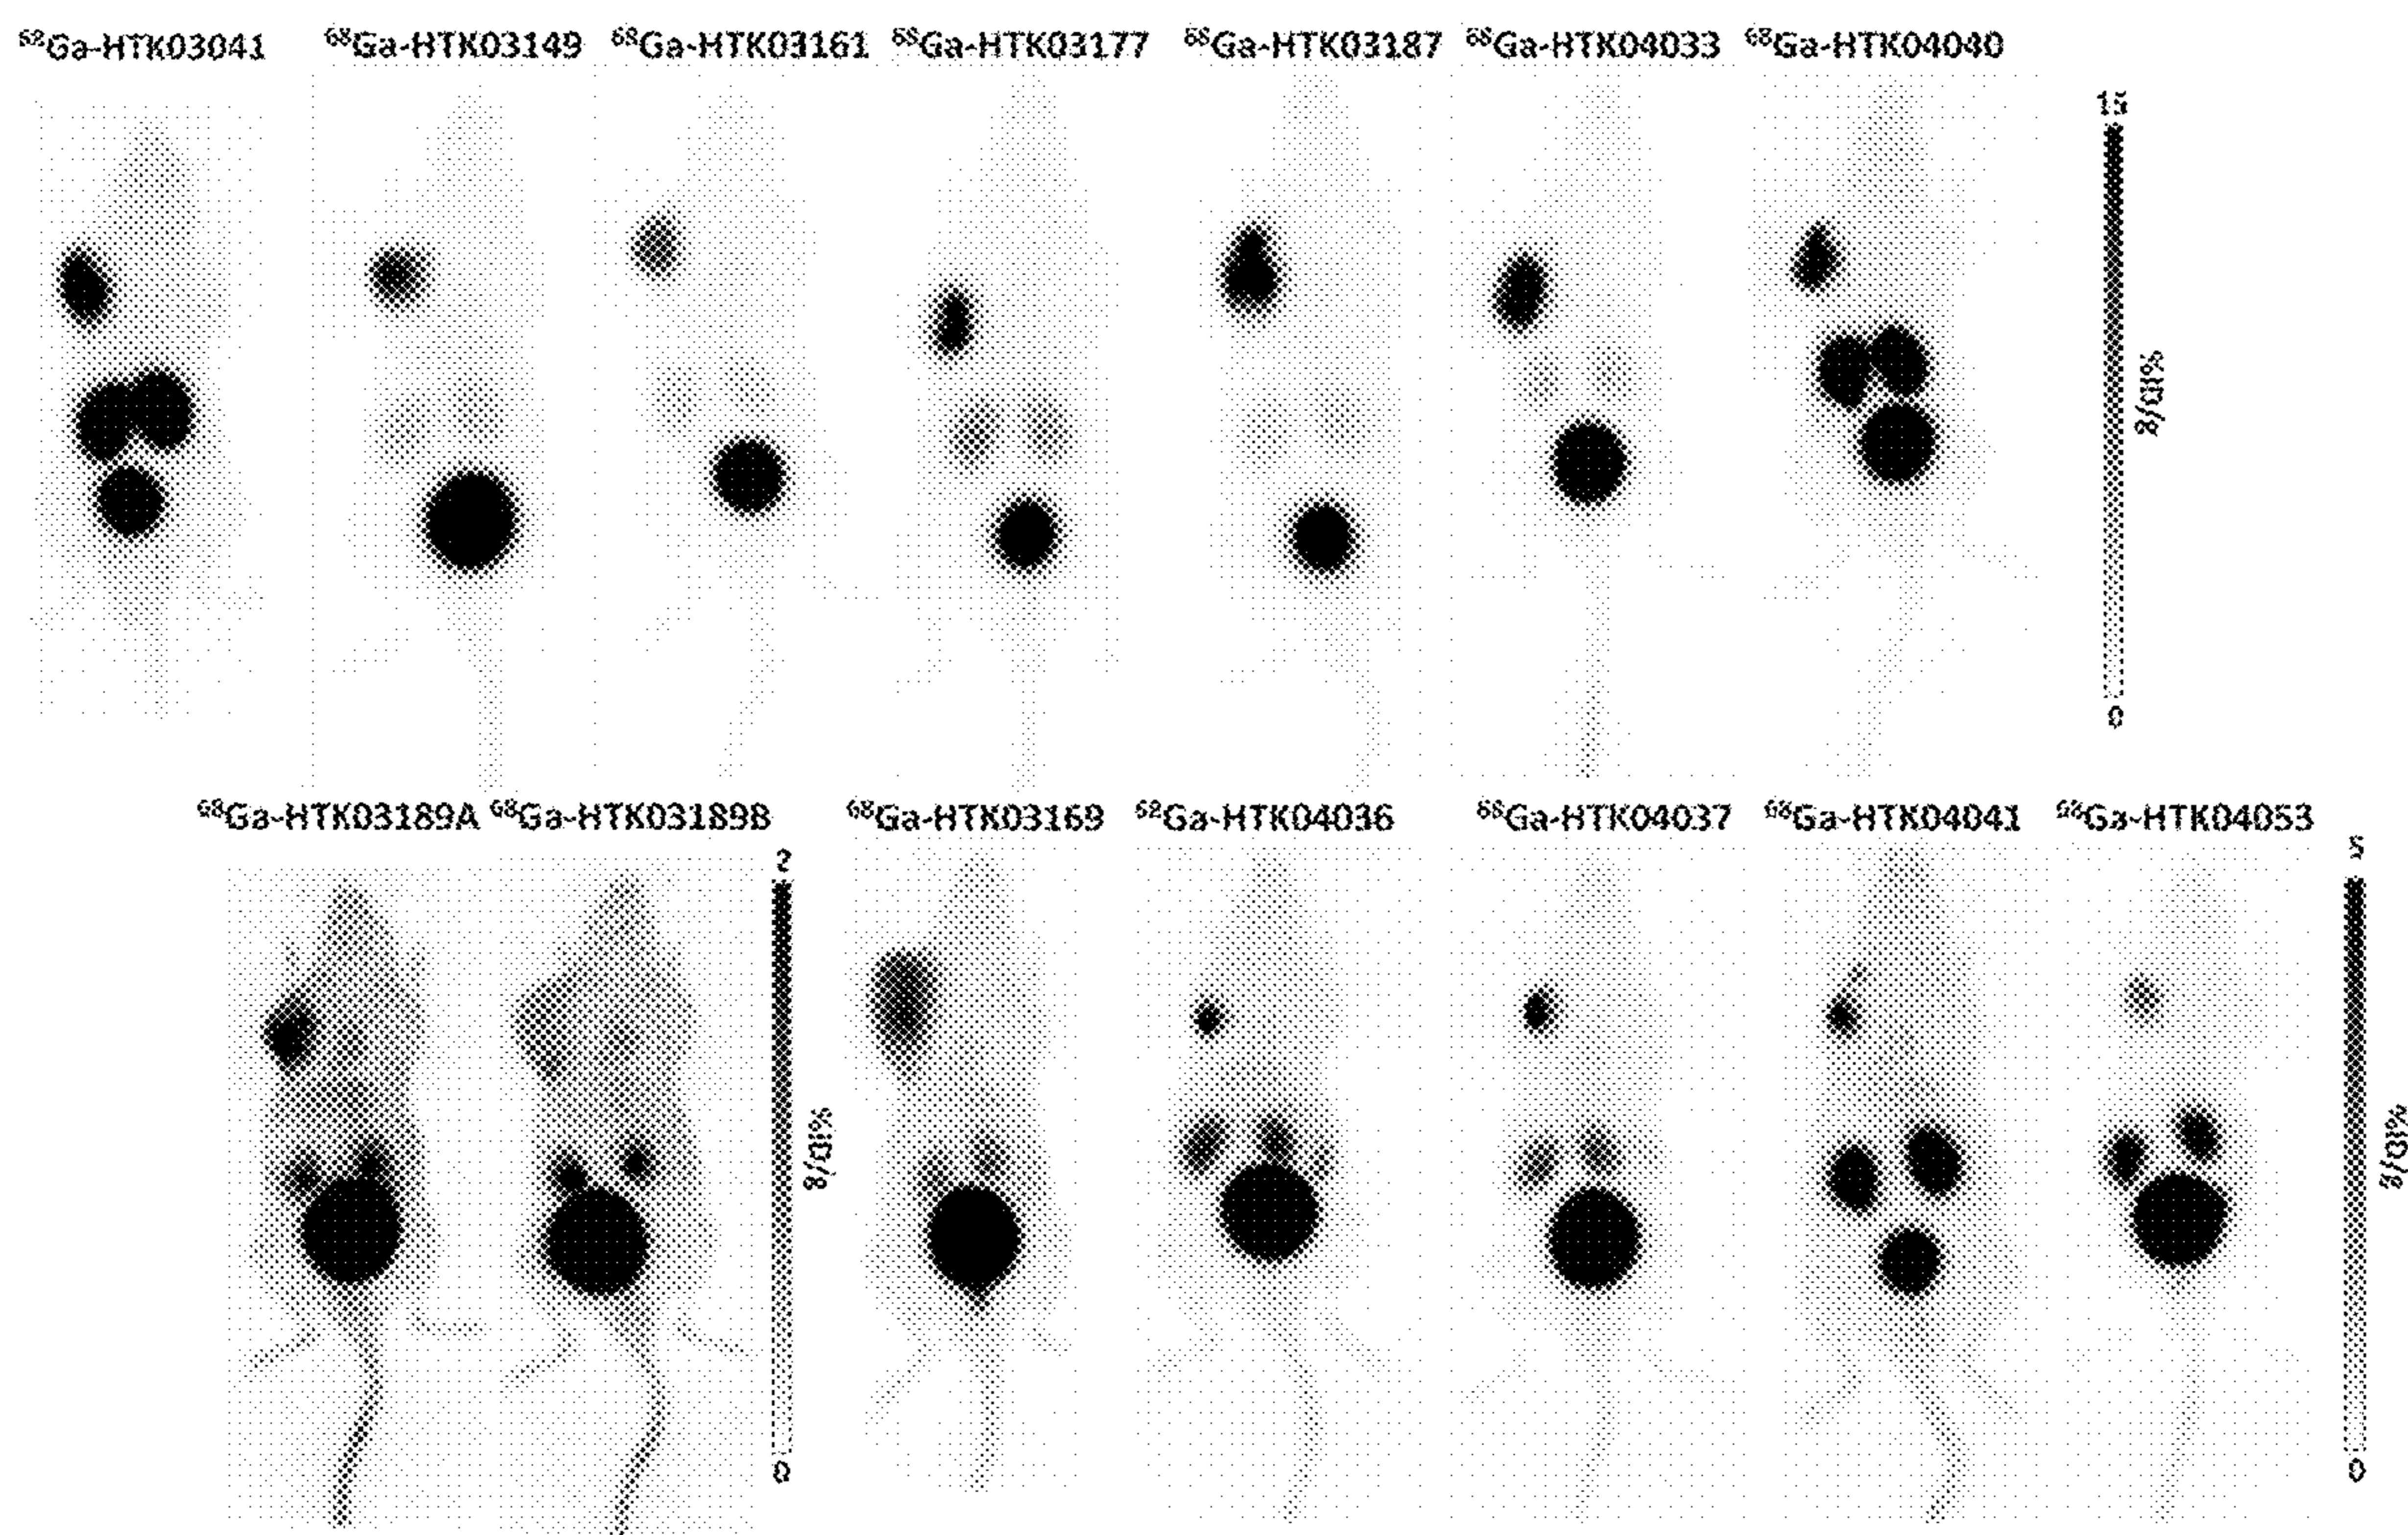 ⁶⁸Ga-HTK03041 ⁶⁸Ga-HTK03149 ⁶⁸Ga-HTK03161 ⁶⁸Ga-HTK03177 ⁶⁸Ga-HTK03187 ⁶⁸Ga-HTK04033 ⁶⁸Ga-HTK04040
15
%ID/g
0
⁶⁸Ga-HTK03189A ⁶⁸Ga-HTK03189B ⁶⁸Ga-HTK03169 ⁶⁸Ga-HTK04036 ⁶⁸Ga-HTK04037 ⁶⁸Ga-HTK04041 ⁶⁸Ga-HTK04053
2
%ID/g
0
5
%ID/g
0